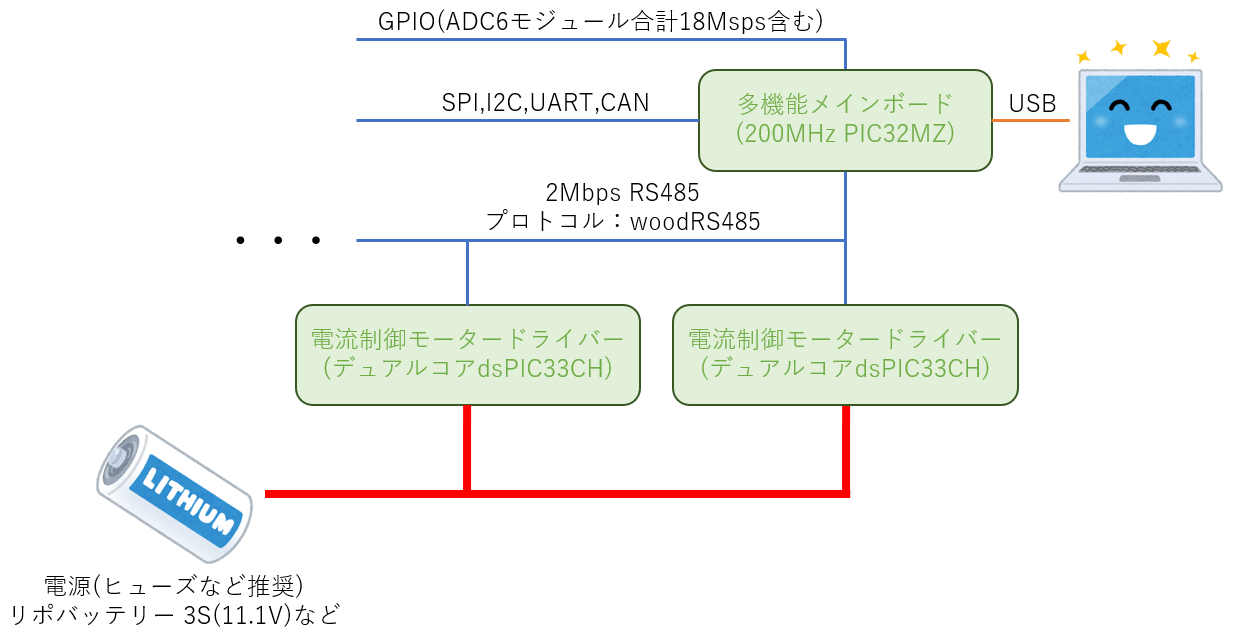 GPIO(ADC6モジュール合計18Msps含む)
SPI,I2C,UART,CAN
多機能メインボード
(200MHz PIC32MZ)
USB
2Mbps RS485
プロトコル：woodRS485
・・・
電流制御モータードライバー
(デュアルコアdsPIC33CH)
電流制御モータードライバー
(デュアルコアdsPIC33CH)
LITHIUM
電源(ヒューズなど推奨)
リポバッテリー 3S(11.1V)など